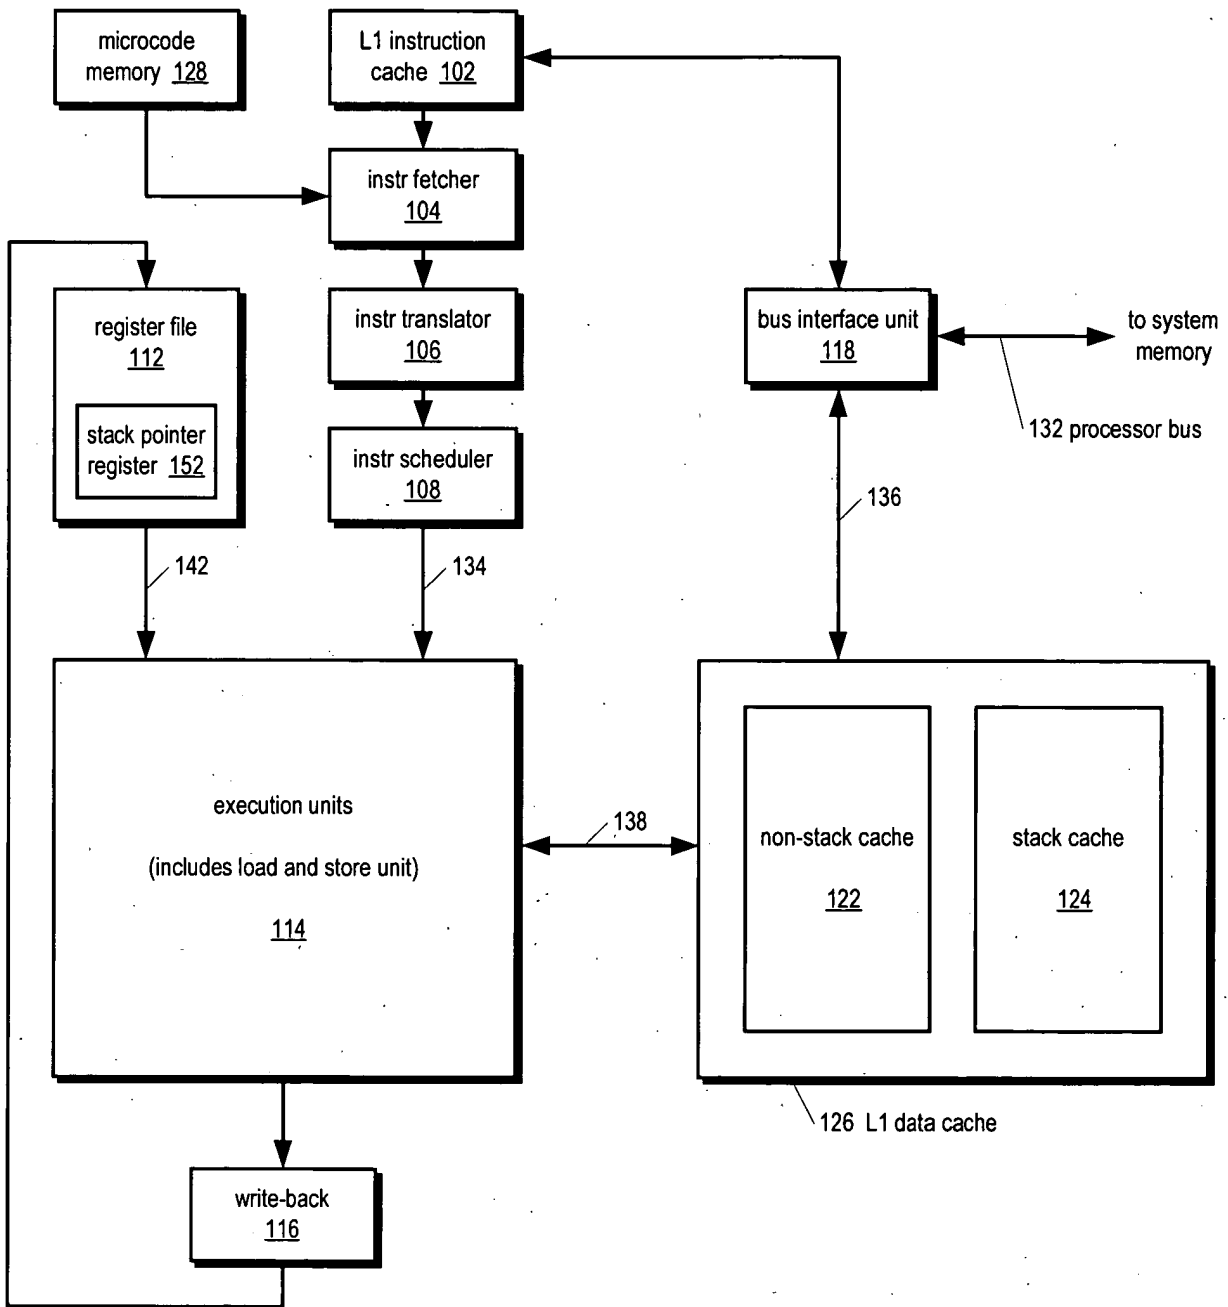 microcode
memory 128
L1 instruction
cache 102
instr fetcher
104
register file
112
stack pointer
register 152
instr translator
106
bus interface unit
118
to system
memory
132 processor bus
instr scheduler
108
136
142
134
execution units
(includes load and store unit)
114
138
non-stack cache
122
stack cache
124
126 L1 data cache
write-back
116